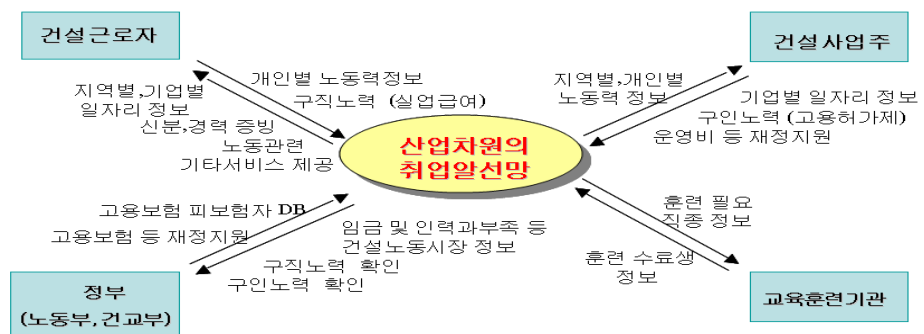 건설근로자
건설사업주
개인별 노동력정보
구직노력 (실업급여)
지역별,기업별
일자리 정보
신분,경력 증빙
노동관련
기타서비스 제공
지역별,개인별
노동력 정보
기업별 일자리 정보
구인노력 (고용허가제)
운영비 등 재정지원
산업차원의
취업알선망
고용보험 피보험자 DB
고용보험 등 재정지원
임금 및 인력과부족 등
건설노동시장 정보
구직노력 확인
구인노력 확인
훈련 필요
직종 정보
훈련 수료생
정보
정부
(노동부,건교부)
교육훈련기관